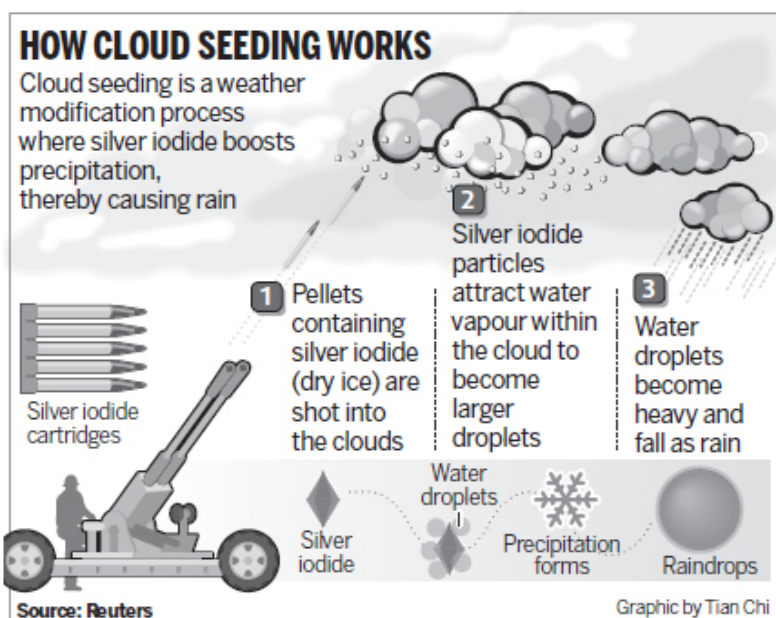 HOW CLOUD SEEDING WORKS
Cloud seeding is a weather
modification process
where silver iodide boosts
precipitation,
thereby causing rain
1
Pellets
containing
silver iodide
(dry ice) are
shot into
the clouds
2
Silver iodide
particles
attract water
vapour within
the cloud to
become
larger
droplets
3
Water
droplets
become
heavy and
fall as rain
Silver iodide
cartridges
Silver
iodide
Water
droplets
Precipitation
forms
Raindrops
Source: Reuters
Graphic by Tian Chi